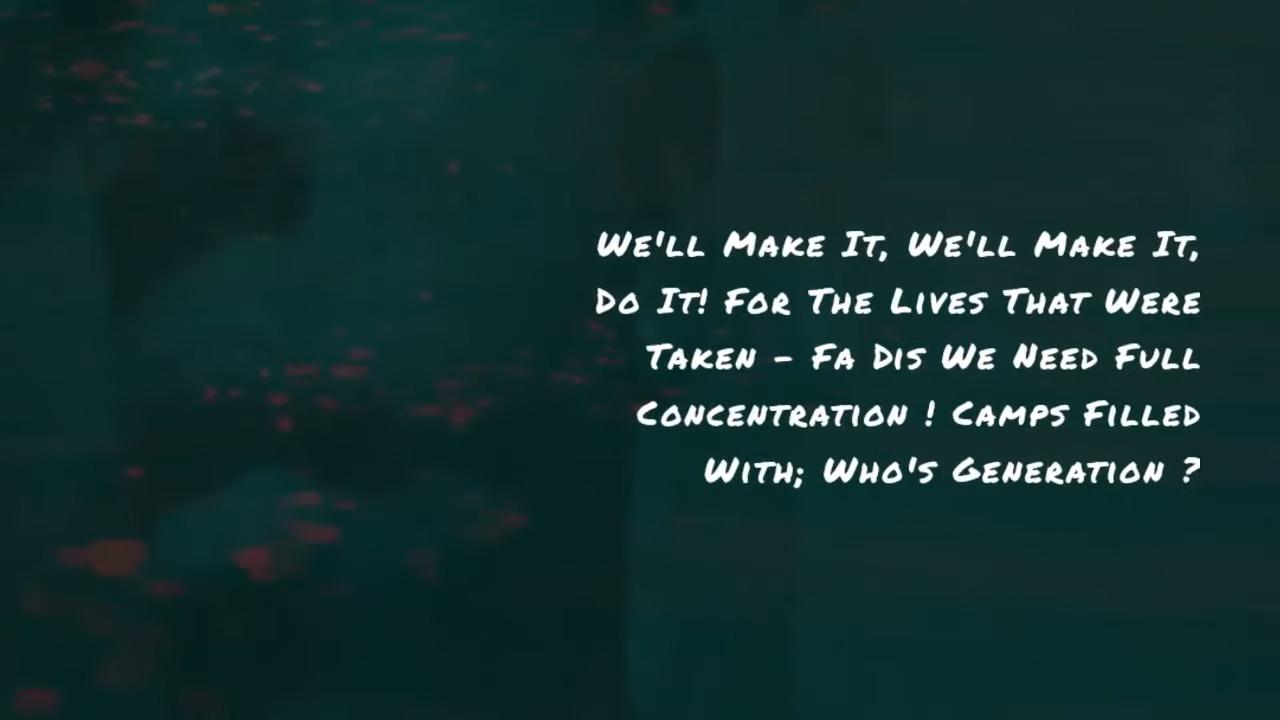 We'll Make It, We'll Make It,
Do It! For The Lives That Were
Taken - Fa Dis We Need Full
Concentration ! Camps Filled
With; Who's Generation ?